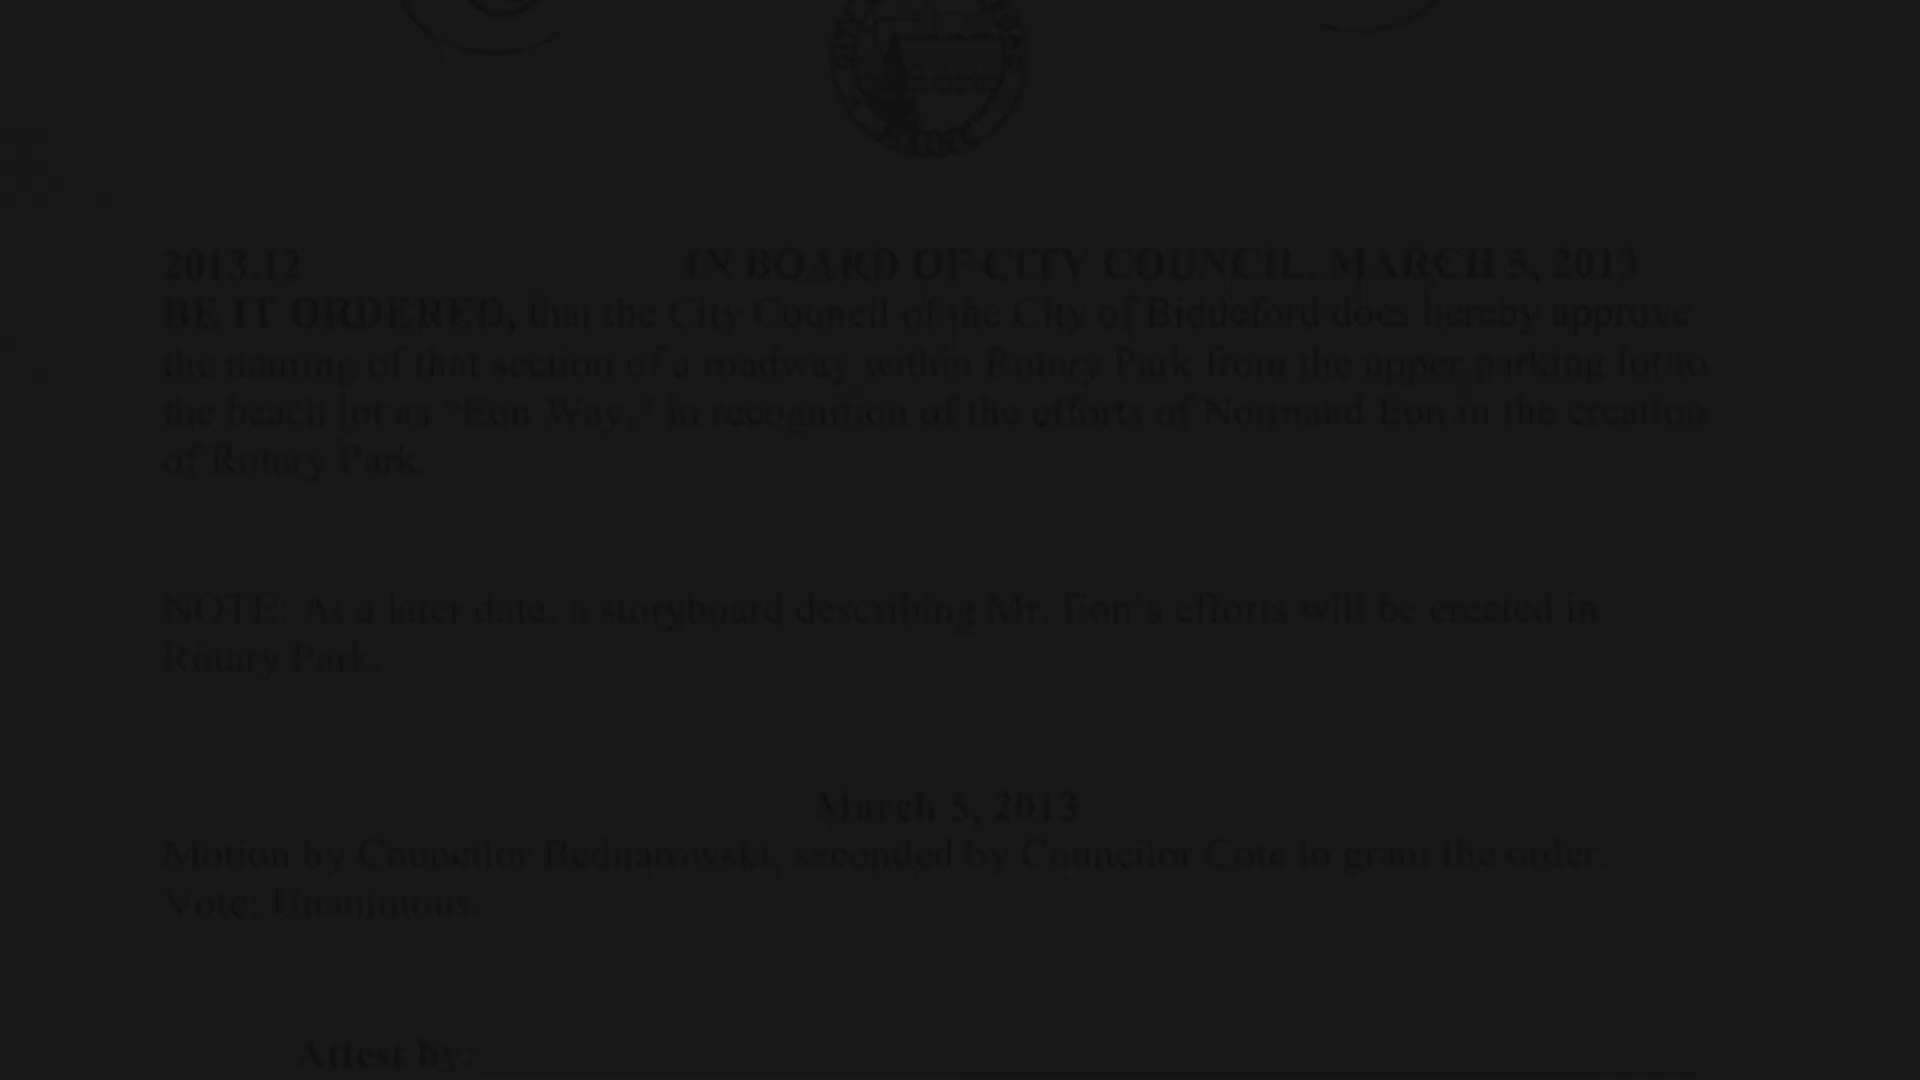 2013.12 IN BOARD OF CITY COUNCIL..MARCH 5, 2013
BE IT ORDERED, that the City Council of the City of Biddeford does hereby approve
the naming of that section of a roadway within Rotary Park from the upper parking lot to
the beach lot as “Eon Way,” in recognition of the efforts of Normand Eon in the creation
of Rotary Park.
NOTE: At a later date, a storyboard describing Mr. Eon’s efforts will be erected in
Rotary Park.
March 5, 2013
Motion by Councilor Bednarowski, seconded by Councilor Cote to grant the order.
Vote: Unanimous.
Attest by: